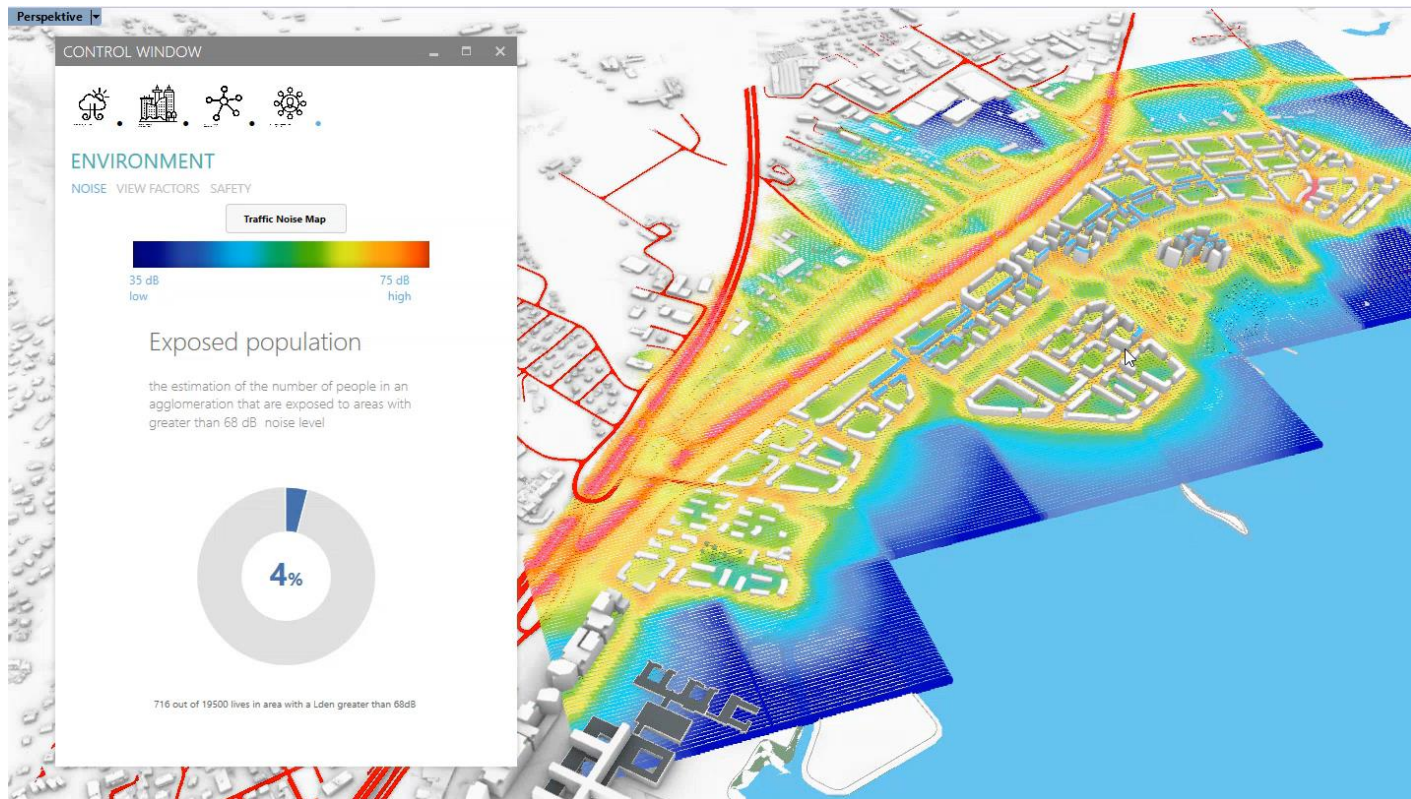 Perspektive
CONTROL WINDOW
ENVIRONMENT
NOISE VIEW FACTORS SAFETY
Traffic Noise Map
35 dB 75 dB
low high
Exposed population
the estimation of the number of people in an
agglomeration that are exposed to areas with
greater than 68 dB noise level
4%
716 out of 19500 lives in area with a Lden greater than 68dB